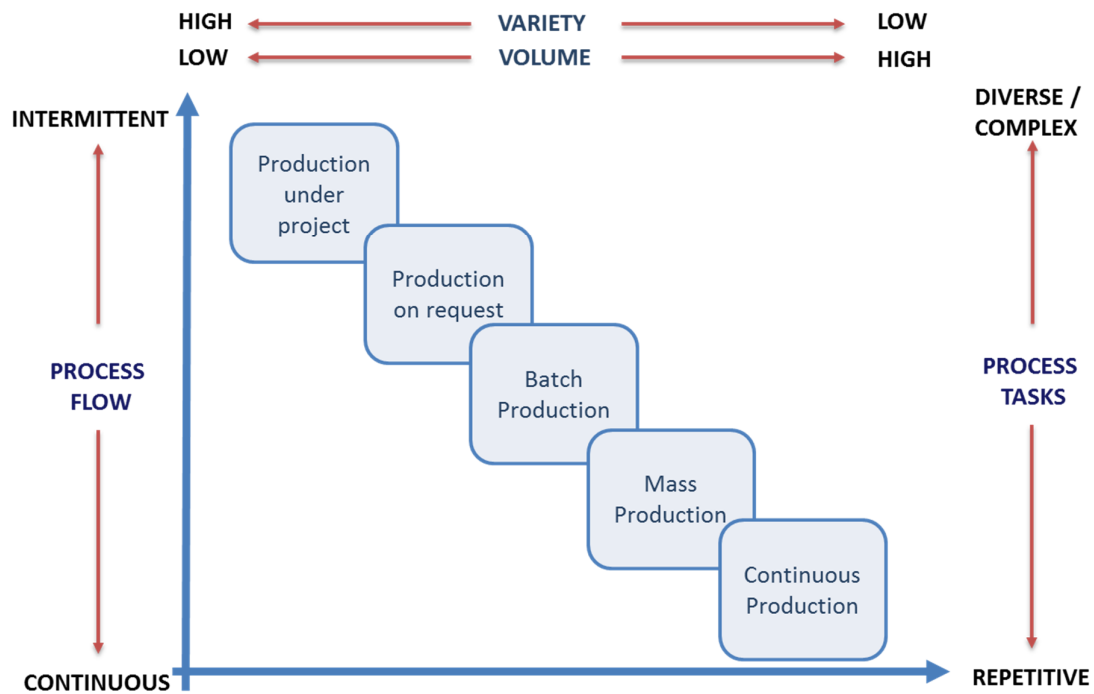 HIGH VARIETY LOW
LOW VOLUME HIGH
INTERMITTENT
DIVERSE /
COMPLEX
Production
under
project
Production
on request
PROCESS
FLOW
PROCESS
TASKS
Batch
Production
Mass
Production
Continuous
Production
CONTINUOUS
REPETITIVE